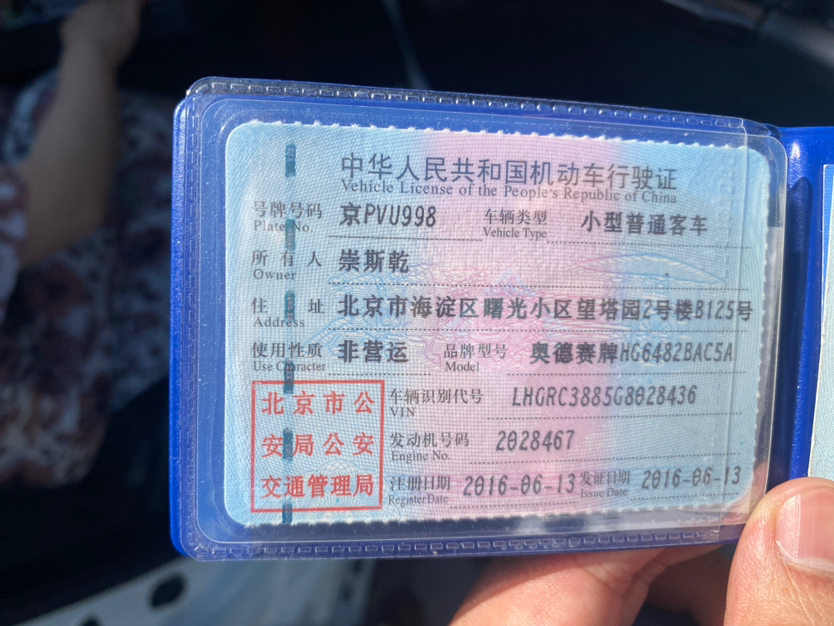 中华人民共和国机动车行驶证
Vehicle License of the People's Republic of China
号牌号码 京PVU998 车辆类型 小型普通客车
Plate No. Vehicle Type
所有人 崇斯乾
Owner
住址 北京市海淀区曙光小区望塔园2号楼B125号
Address
使用性质 非营运 品牌型号 奥德赛牌HG6482BAC5A
Use Character Model
北京市公安局公安交通管理局
车辆识别代号 LHGRC3885G8028436
VIN
发动机号码 2028467
Engine No.
注册日期 2016-06-13 发证日期 2016-06-13
Register Date Issue Date